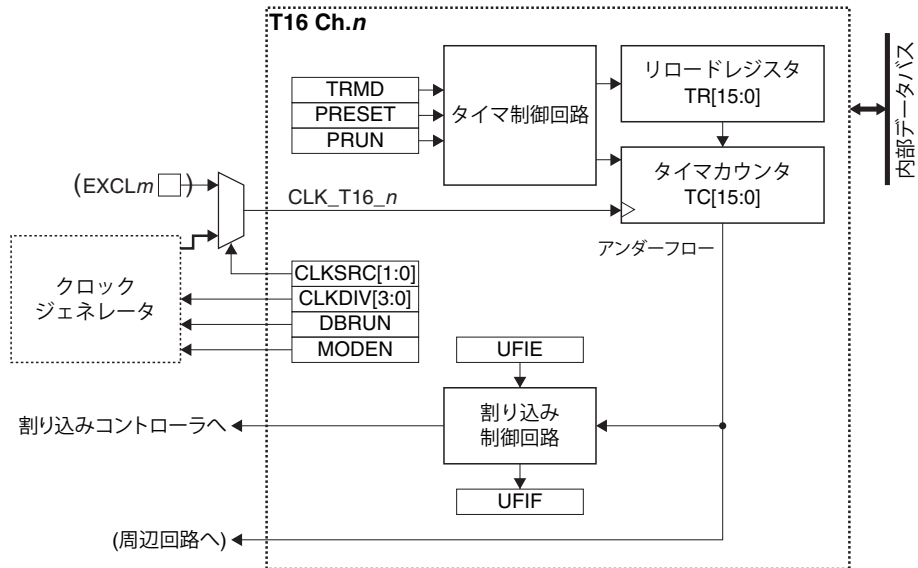 T16 Ch.n
TRMD
PRESET
PRUN
タイマ制御回路
リロードレジスタ
TR[15:0]
タイマカウンタ
TC[15:0]
内部データバス
(EXCLm )
CLK_T16_n
アンダーフロー
クロック
ジェネレータ
CLKSRC[1:0]
CLKDIV[3:0]
DBRUN
MODEN
UFIE
割り込み
制御回路
UFIF
割り込みコントローラへ
(周辺回路へ)